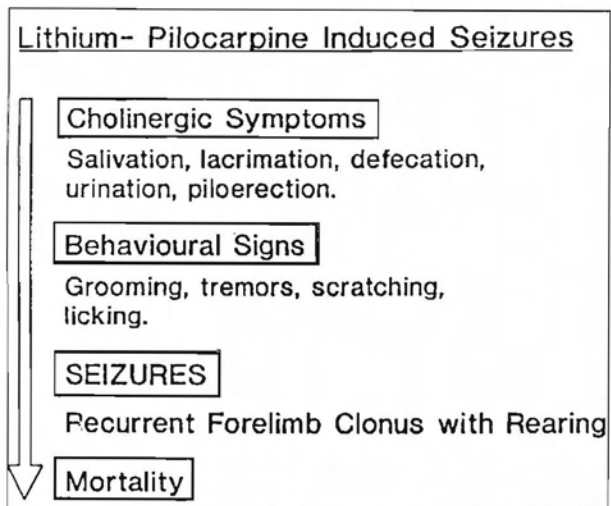 Lithium- Pilocarpine Induced Seizures
Cholinergic Symptoms
Salivation, lacrimation, defecation,
urination, piloerection.
Behavioural Signs
Grooming, tremors, scratching,
licking.
SEIZURES
Recurrent Forelimb Clonus with Rearing
Mortality